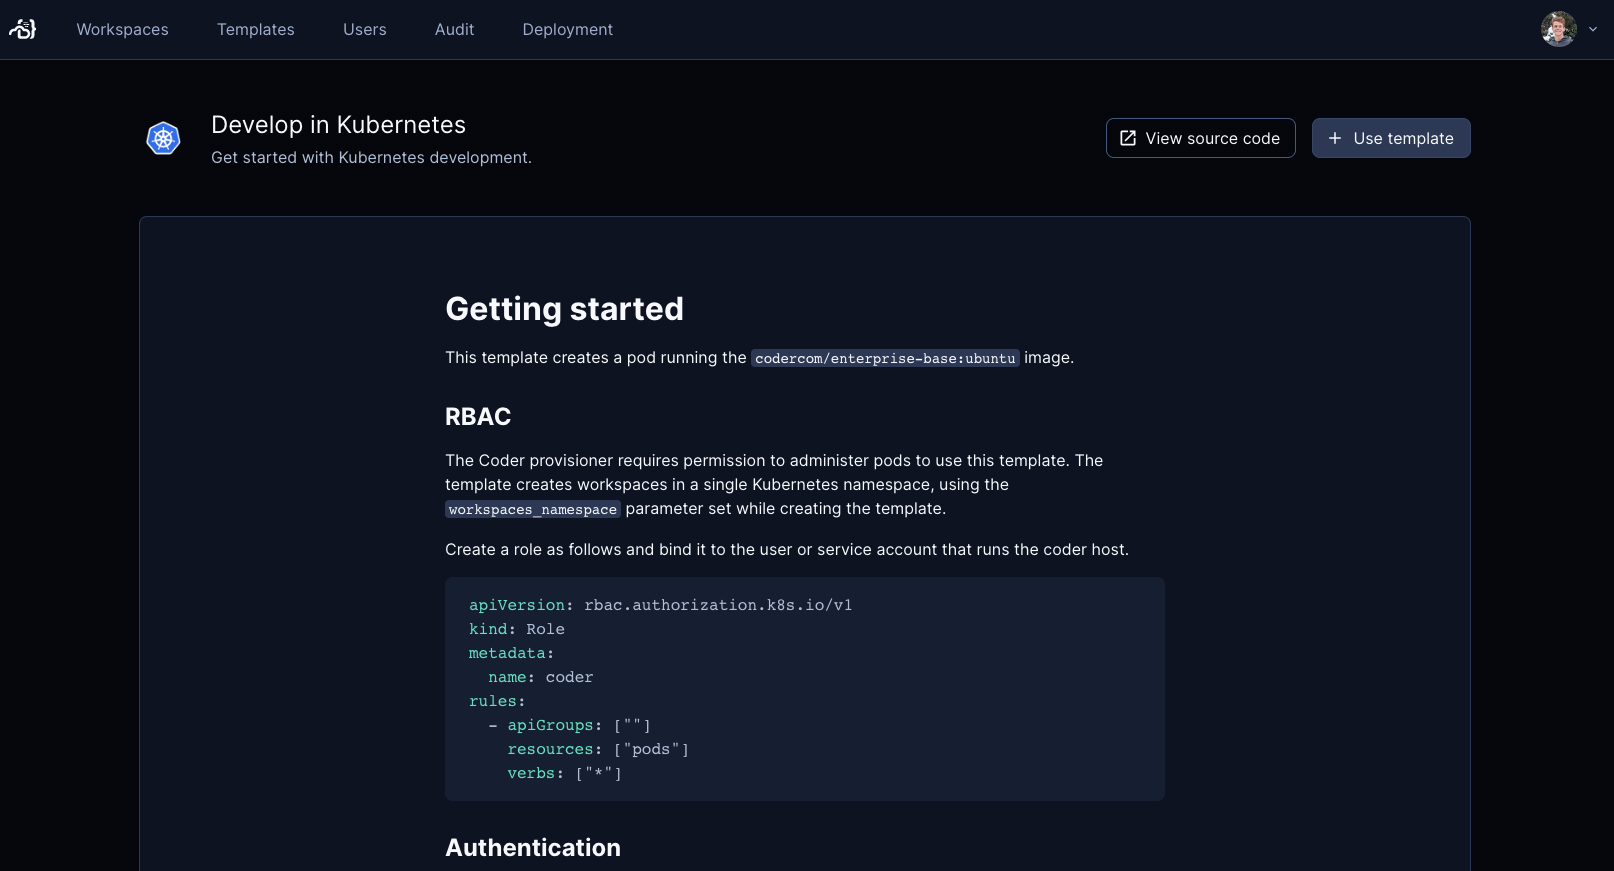 Workspaces Templates Users Audit Deployment
Develop in Kubernetes
Get started with Kubernetes development.
View source code
Use template
Getting started
This template creates a pod running the codercom/enterprise-base:ubuntu image.
RBAC
The Coder provisioner requires permission to administer pods to use this template. The
template creates workspaces in a single Kubernetes namespace, using the
workspaces_namespace parameter set while creating the template.
Create a role as follows and bind it to the user or service account that runs the coder host.
apiVersion: rbac.authorization.k8s.io/v1
kind: Role
metadata:
  name: coder
rules:
  - apiGroups: [""]
    resources: ["pods"]
    verbs: ["*"]
Authentication